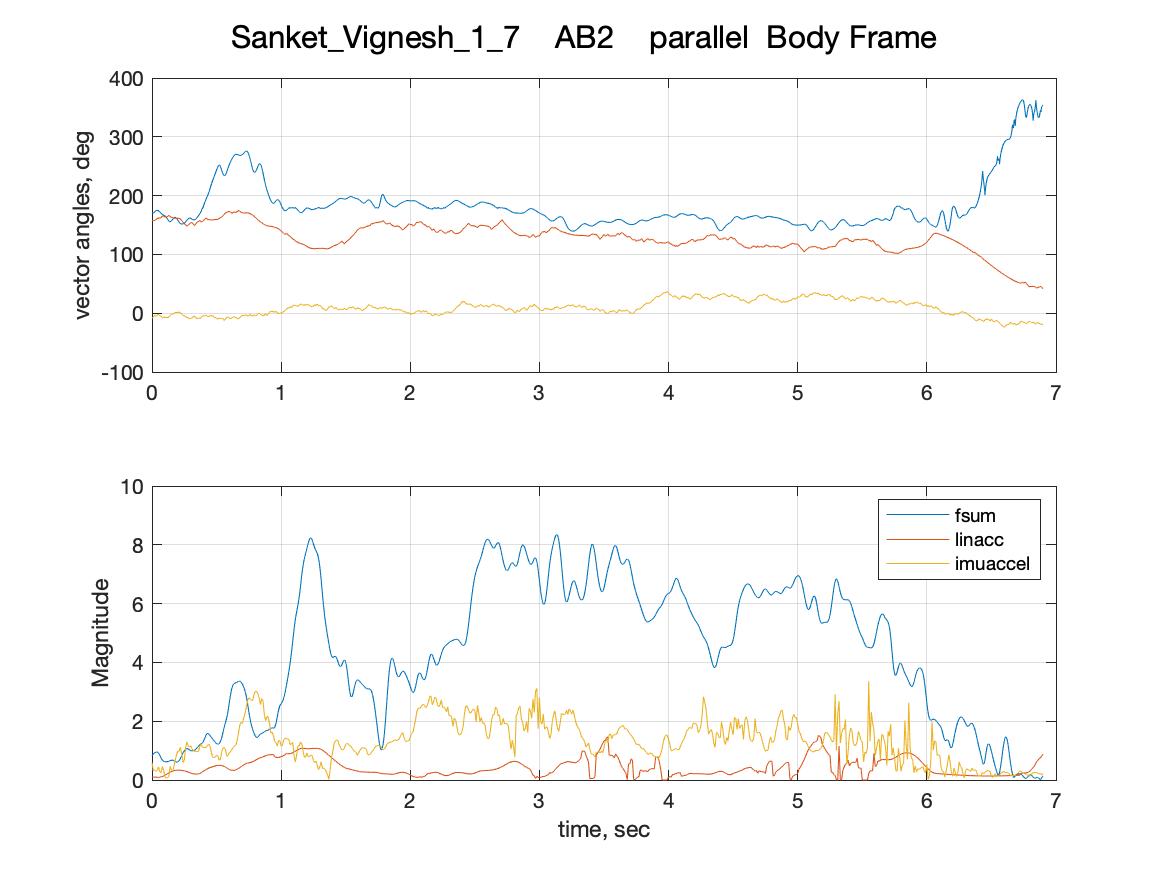 Sanket_Vignesh_1_7 AB2 parallel Body Frame
400
300
200
100
0
-100
vector angles, deg
0 1 2 3 4 5 6 7
10
8
6
4
2
0
Magnitude
fsum
linacc
imuaccel
0 1 2 3 4 5 6 7
time, sec